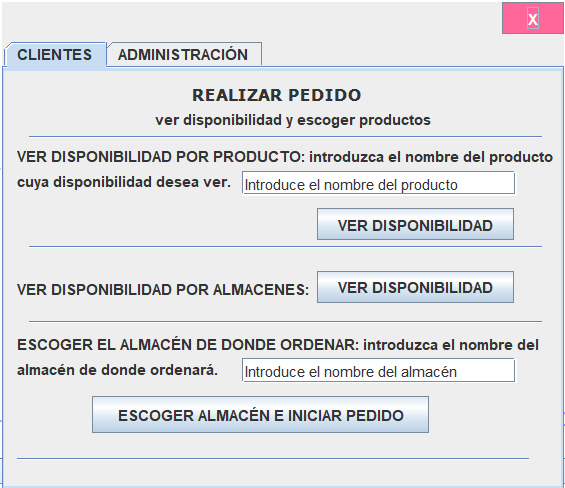 X
CLIENTES
ADMINISTRACIÓN
REALIZAR PEDIDO
ver disponibilidad y escoger productos
VER DISPONIBILIDAD POR PRODUCTO: introduzca el nombre del producto
cuya disponibilidad desea ver.
Introduce el nombre del producto
VER DISPONIBILIDAD
VER DISPONIBILIDAD POR ALMACENES:
VER DISPONIBILIDAD
ESCOGER EL ALMACÉN DE DONDE ORDENAR: introduzca el nombre del
almacén de donde ordenará.
Introduce el nombre del almacén
ESCOGER ALMACÉN E INICIAR PEDIDO